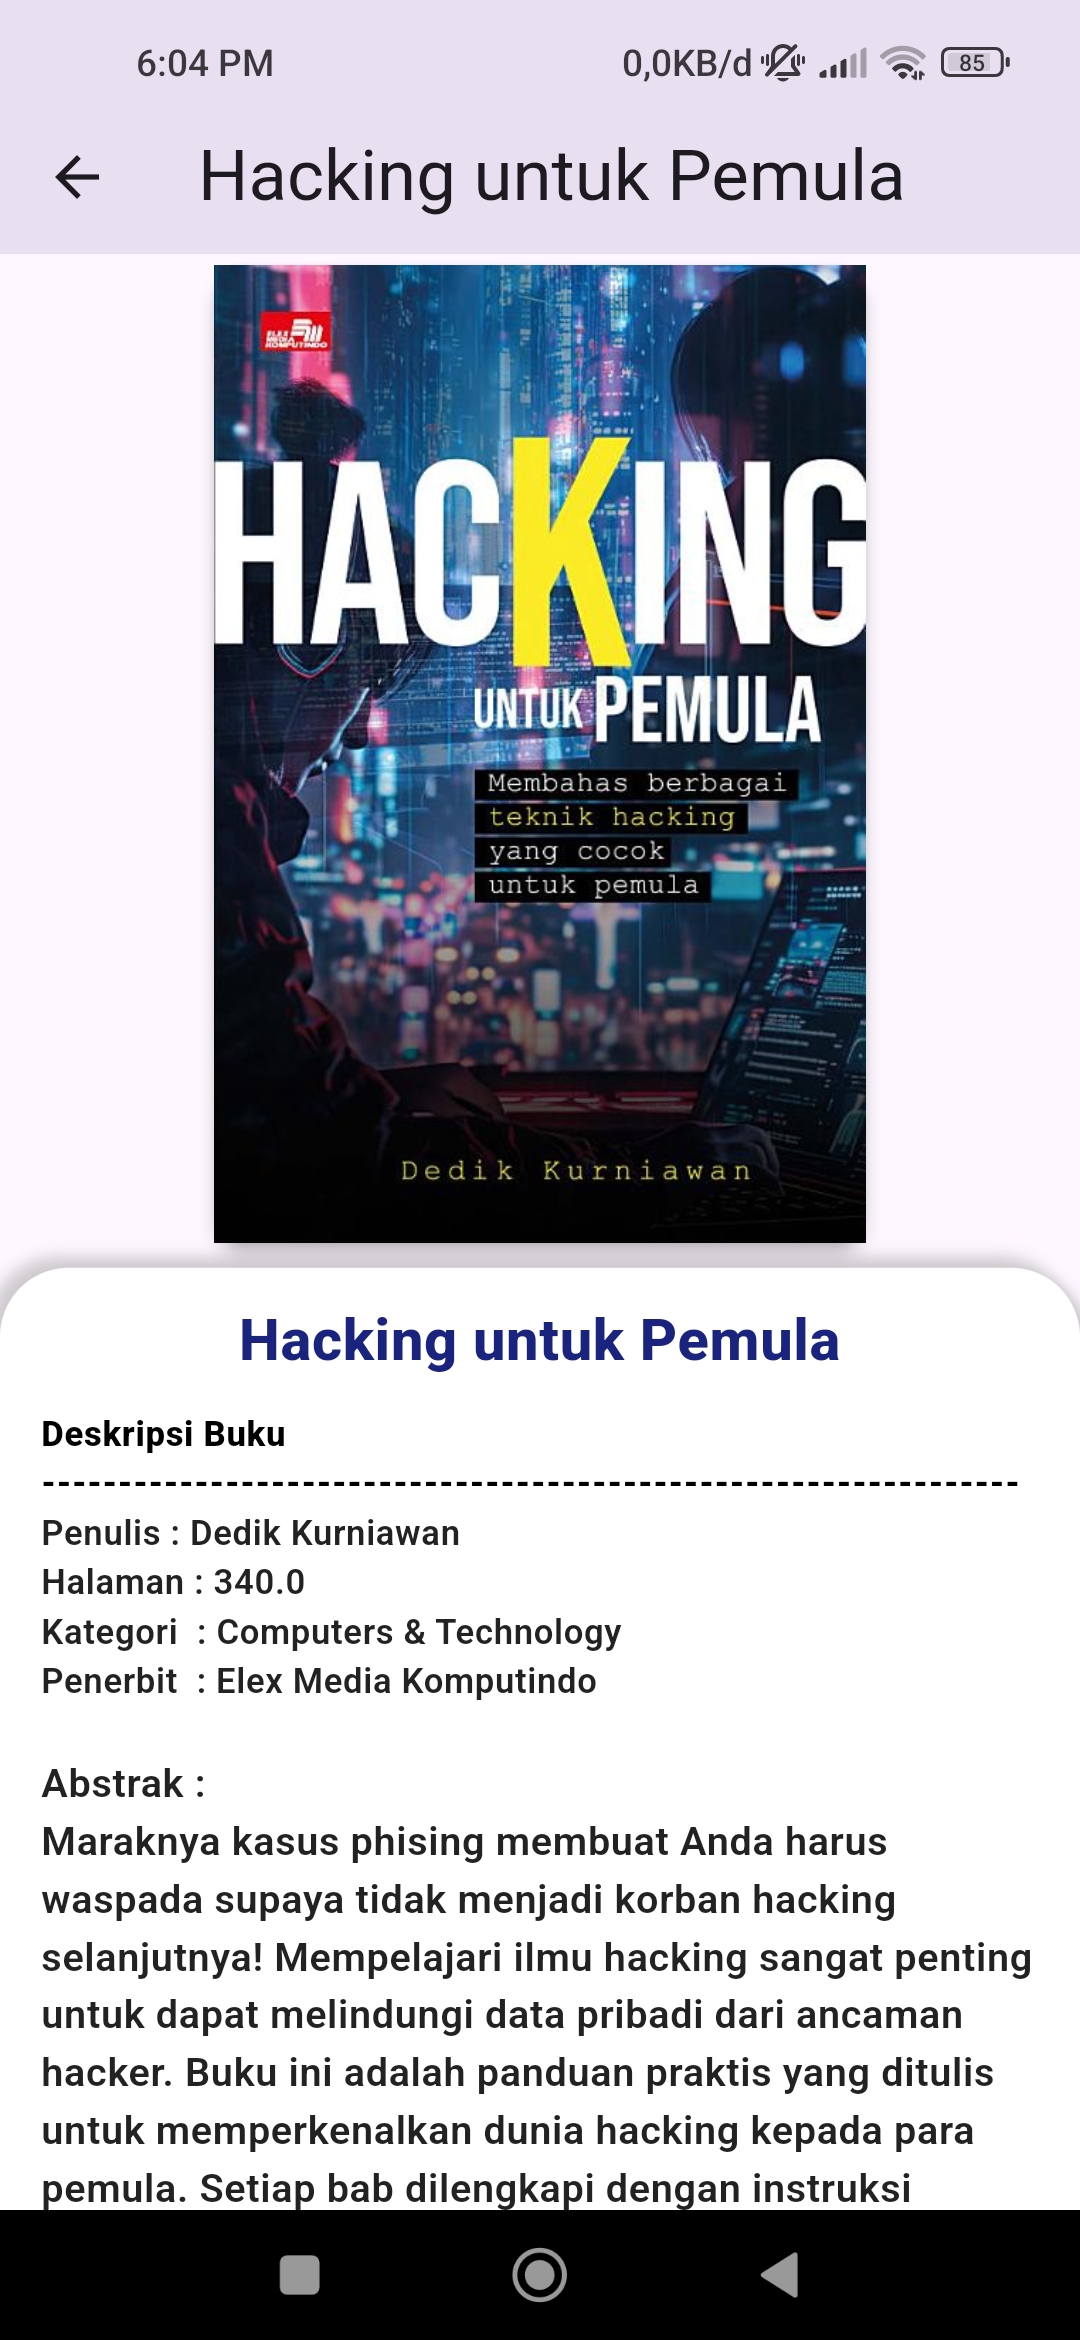 6:04 PM 0,0KB/d 85
Hacking untuk Pemula
ELEX
MEDIA
KOMPUTINDO
HACKING
UNTUK PEMULA
Membahas berbagai
teknik hacking
yang cocok
untuk pemula
Dedik Kurniawan
Hacking untuk Pemula
Deskripsi Buku
----------------------------------------------------------------
Penulis : Dedik Kurniawan
Halaman : 340.0
Kategori : Computers & Technology
Penerbit : Elex Media Komputindo
Abstrak :
Maraknya kasus phising membuat Anda harus
waspada supaya tidak menjadi korban hacking
selanjutnya! Mempelajari ilmu hacking sangat penting
untuk dapat melindungi data pribadi dari ancaman
hacker. Buku ini adalah panduan praktis yang ditulis
untuk memperkenalkan dunia hacking kepada para
pemula. Setiap bab dilengkapi dengan instruksi